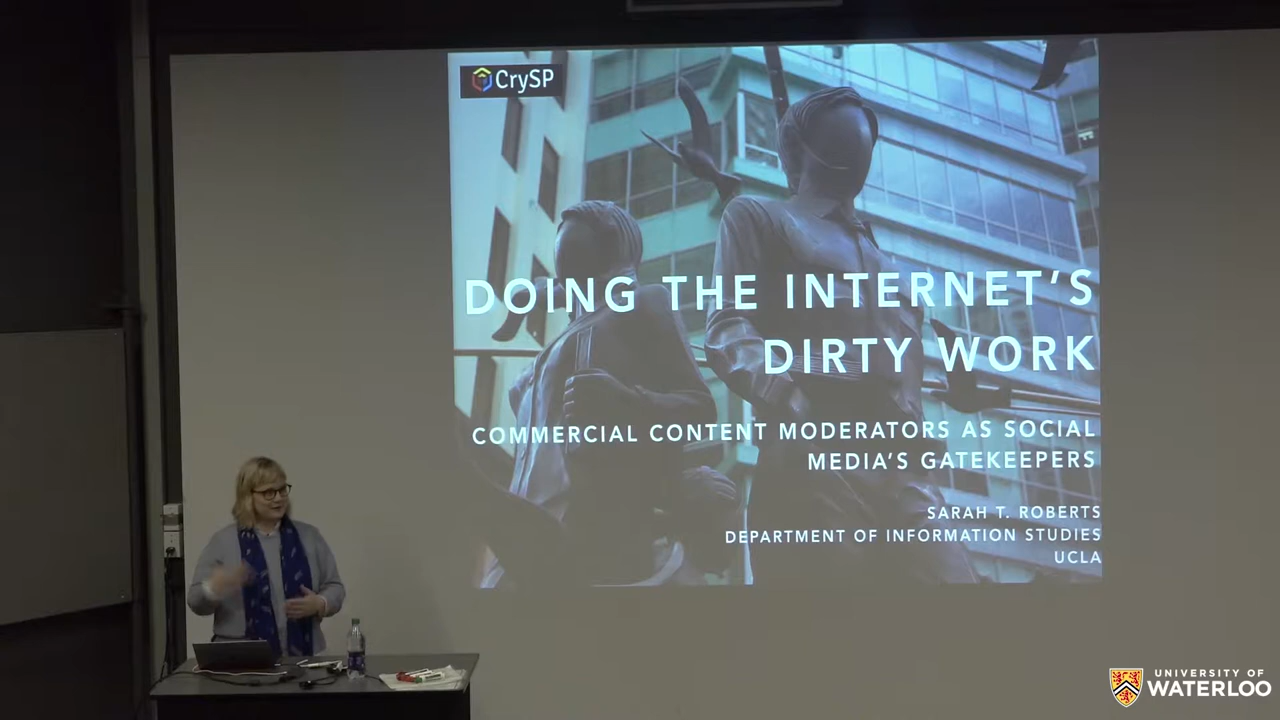 CrySP
DOING THE INTERNET'S
DIRTY WORK
COMMERCIAL CONTENT MODERATORS AS SOCIAL
MEDIA'S GATEKEEPERS
SARAH T. ROBERTS
DEPARTMENT OF INFORMATION STUDIES
UCLA
UNIVERSITY OF
WATERLOO